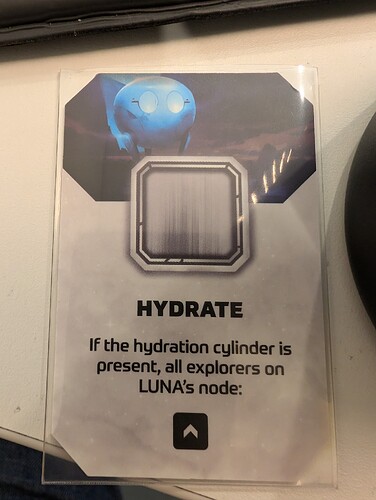 HYDRATE
If the hydration cylinder is
present, all explorers on
LUNA's node: